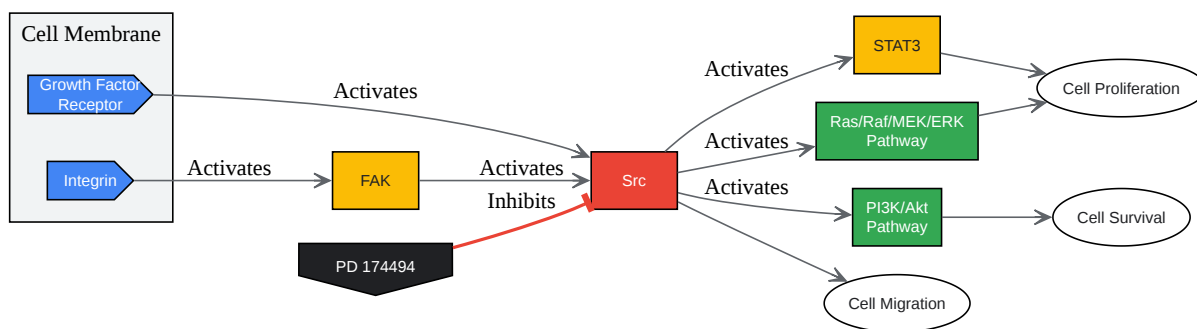 Cell Membrane
Growth Factor
Receptor
Integrin
Activates
Activates
FAK
Activates
Inhibits
PD 174494
Src
Activates
Activates
Activates
STAT3
Ras/Raf/MEK/ERK
Pathway
PI3K/Akt
Pathway
Cell Migration
Cell Proliferation
Cell Survival